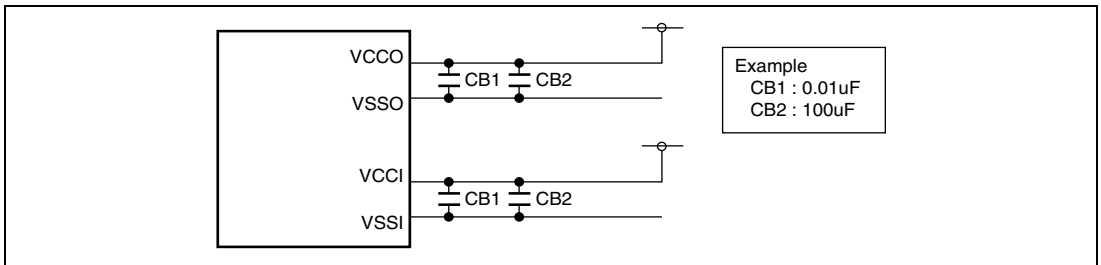 VCCO
CB1 CB2
VSSO
Example
CB1 : 0.01uF
CB2 : 100uF
VCCI
CB1 CB2
VSSI